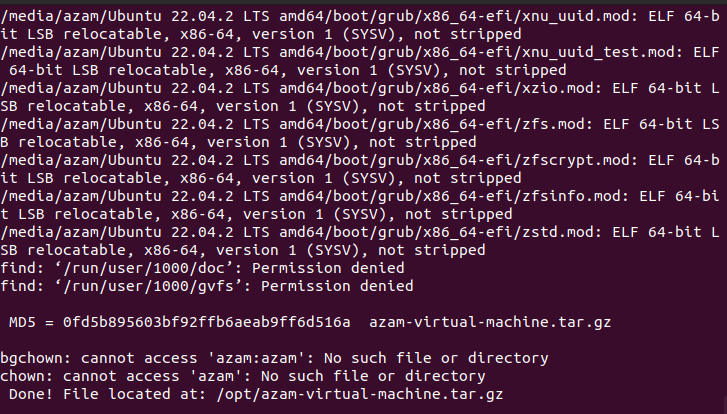 /media/azam/Ubuntu 22.04.2 LTS amd64/boot/grub/x86_64-efi/xnu_uuid.mod: ELF 64-b
it LSB relocatable, x86-64, version 1 (SYSV), not stripped
/media/azam/Ubuntu 22.04.2 LTS amd64/boot/grub/x86_64-efi/xnu_uuid_test.mod: ELF
 64-bit LSB relocatable, x86-64, version 1 (SYSV), not stripped
/media/azam/Ubuntu 22.04.2 LTS amd64/boot/grub/x86_64-efi/xzio.mod: ELF 64-bit L
SB relocatable, x86-64, version 1 (SYSV), not stripped
/media/azam/Ubuntu 22.04.2 LTS amd64/boot/grub/x86_64-efi/zfs.mod: ELF 64-bit LS
B relocatable, x86-64, version 1 (SYSV), not stripped
/media/azam/Ubuntu 22.04.2 LTS amd64/boot/grub/x86_64-efi/zfscrypt.mod: ELF 64-b
it LSB relocatable, x86-64, version 1 (SYSV), not stripped
/media/azam/Ubuntu 22.04.2 LTS amd64/boot/grub/x86_64-efi/zfsinfo.mod: ELF 64-bi
t LSB relocatable, x86-64, version 1 (SYSV), not stripped
/media/azam/Ubuntu 22.04.2 LTS amd64/boot/grub/x86_64-efi/zstd.mod: ELF 64-bit L
SB relocatable, x86-64, version 1 (SYSV), not stripped
find: ‘/run/user/1000/doc’: Permission denied
find: ‘/run/user/1000/gvfs’: Permission denied
 MD5 = 0fd5b895603bf92ffb6aeab9ff6d516a  azam-virtual-machine.tar.gz
bgchown: cannot access 'azam:azam': No such file or directory
chown: cannot access 'azam': No such file or directory
 Done! File located at: /opt/azam-virtual-machine.tar.gz